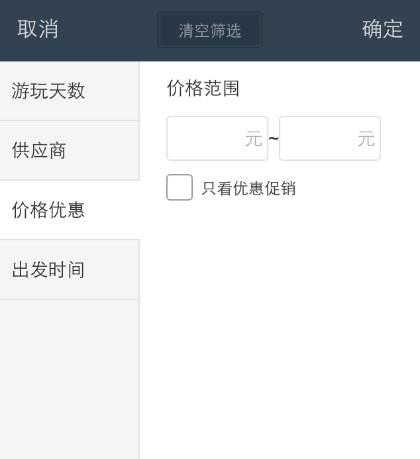 取消 清空筛选 确定
游玩天数
供应商
价格优惠
出发时间
价格范围
元 ~ 元
只看优惠促销